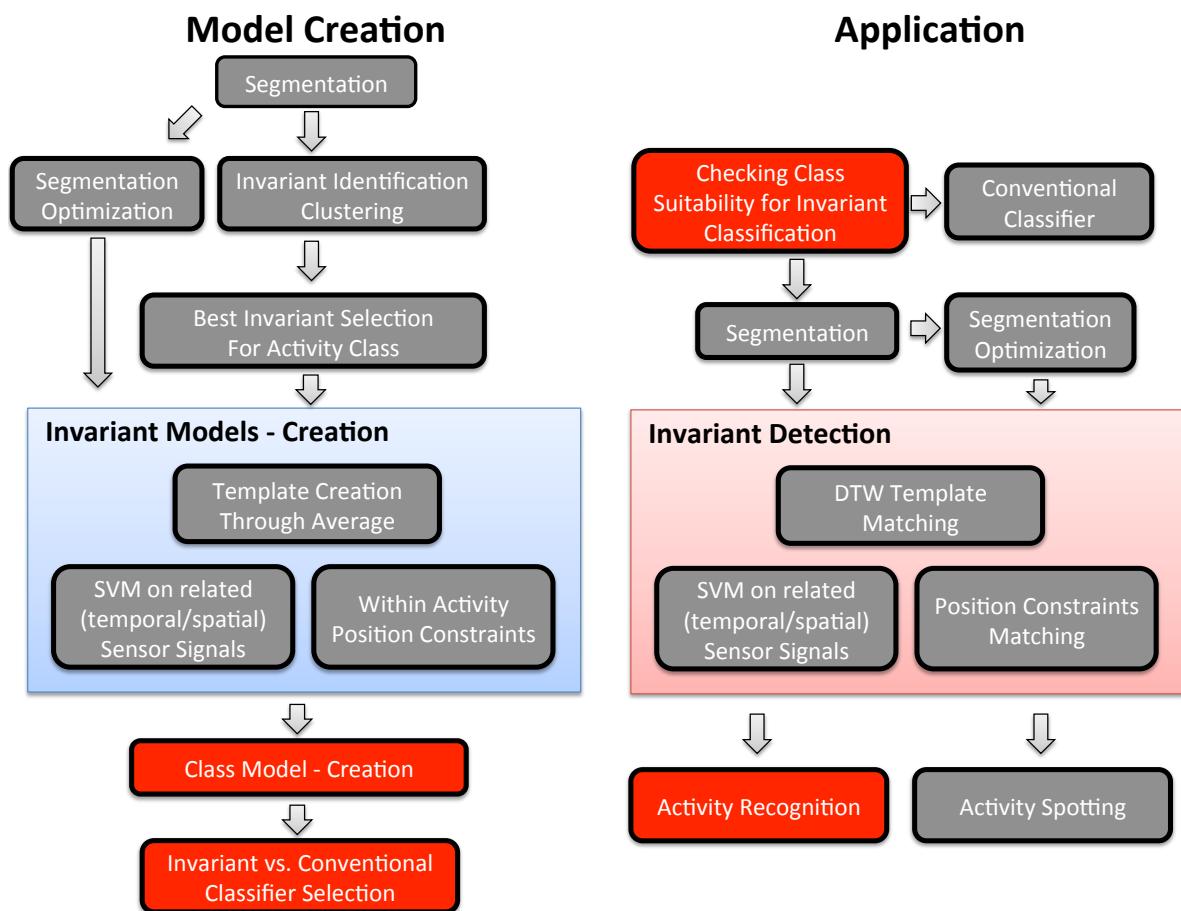 Model Creation
Segmentation
Segmentation
Optimization
Invariant Identification
Clustering
Best Invariant Selection
For Activity Class
Invariant Models - Creation
Template Creation
Through Average
SVM on related
(temporal/spatial)
Sensor Signals
Within Activity
Position Constraints
Class Model - Creation
Invariant vs. Conventional
Classifier Selection
Application
Checking Class
Suitability for Invariant
Classification
Conventional
Classifier
Segmentation
Segmentation
Optimization
Invariant Detection
DTW Template
Matching
SVM on related
(temporal/spatial)
Sensor Signals
Position Constraints
Matching
Activity Recognition
Activity Spotting